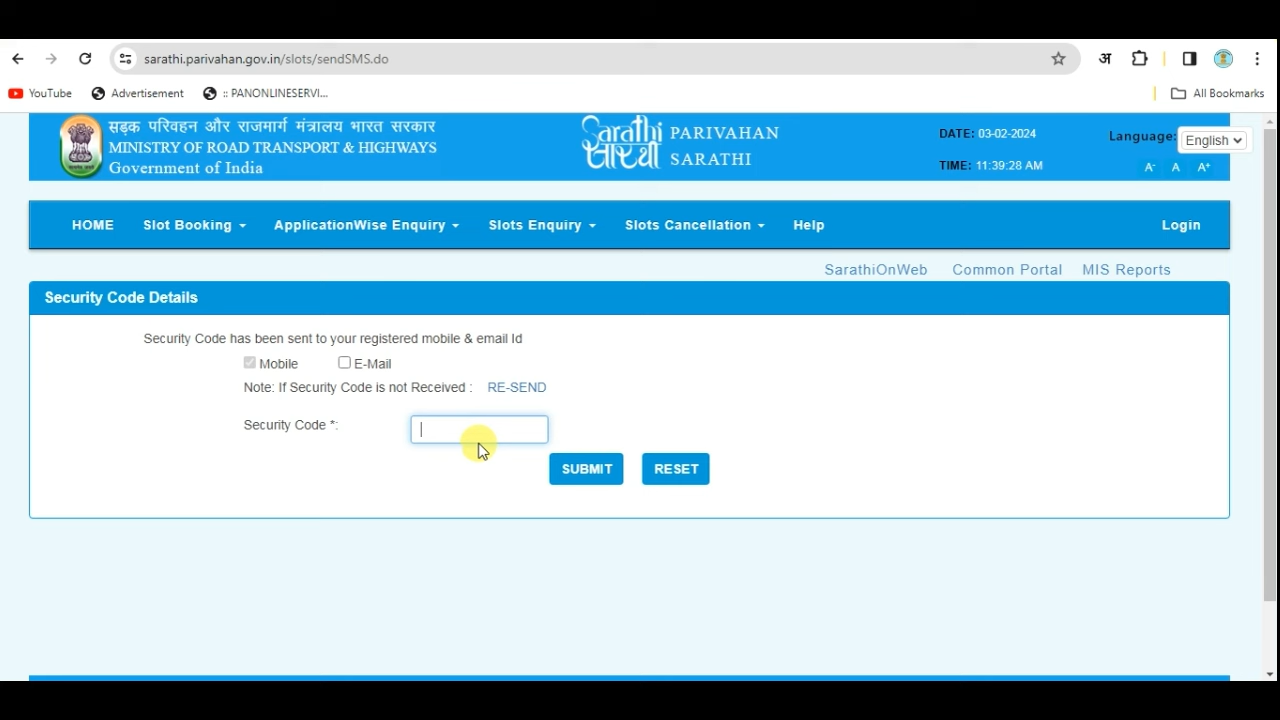 sarathi.parivahan.gov.in/slots/sendSMS.do
अ
YouTube Advertisement :: PANONLINESERVI... All Bookmarks
सड़क परिवहन और राजमार्ग मंत्रालय भारत सरकार
MINISTRY OF ROAD TRANSPORT & HIGHWAYS
Government of India
Sarathi
सारथी
PARIVAHAN
SARATHI
DATE: 03-02-2024
TIME: 11:39:28 AM
Language: English
A- A A+
HOME Slot Booking ApplicationWise Enquiry Slots Enquiry Slots Cancellation Help Login
SarathiOnWeb Common Portal MIS Reports
Security Code Details
Security Code has been sent to your registered mobile & email Id
Mobile E-Mail
Note: If Security Code is not Received : RE-SEND
Security Code *:
SUBMIT RESET